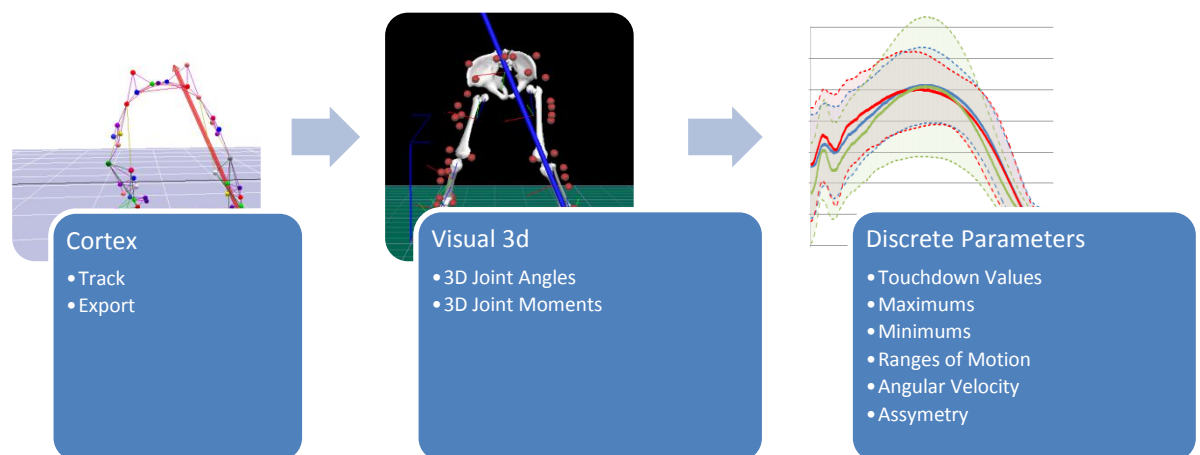 Cortex
•Track
•Export
Visual 3d
•3D Joint Angles
•3D Joint Moments
Discrete Parameters
•Touchdown Values
•Maximums
•Minimums
•Ranges of Motion
•Angular Velocity
•Assymetry